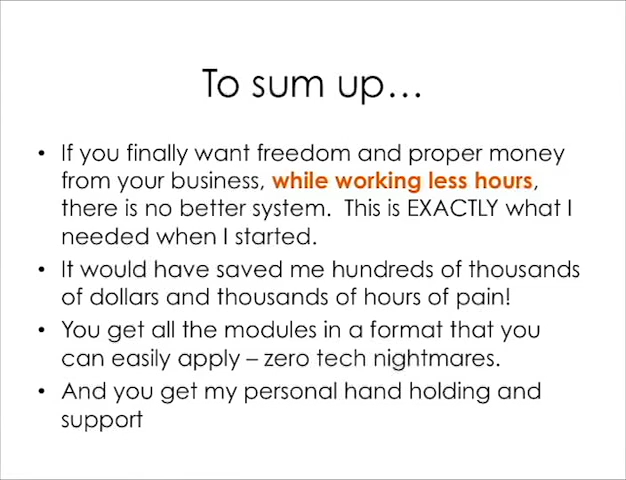 To sum up...
• If you finally want freedom and proper money
from your business, while working less hours,
there is no better system.  This is EXACTLY what I
needed when I started.
• It would have saved me hundreds of thousands
of dollars and thousands of hours of pain!
• You get all the modules in a format that you
can easily apply – zero tech nightmares.
• And you get my personal hand holding and
support